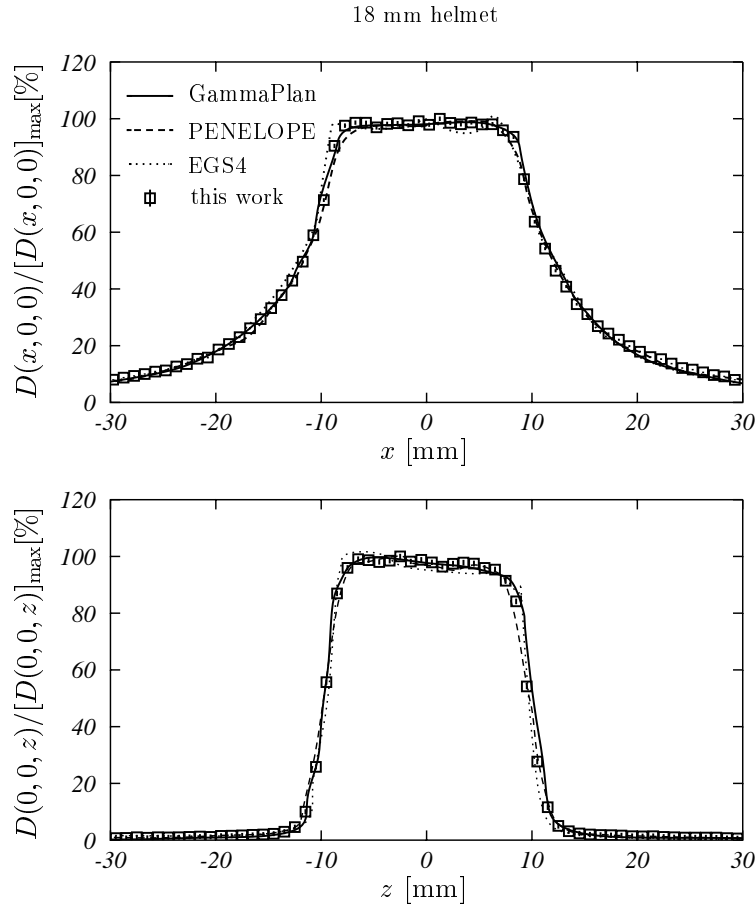 18 mm helmet
D(x, 0, 0)/[D(x, 0, 0)]max[%]
120
100
80
60
40
20
0
GammaPlan
PENELOPE
EGS4
this work
-30 -20 -10 0 10 20 30
x [mm]
D(0, 0, z)/[D(0, 0, z)]max[%]
120
100
80
60
40
20
0
-30 -20 -10 0 10 20 30
z [mm]